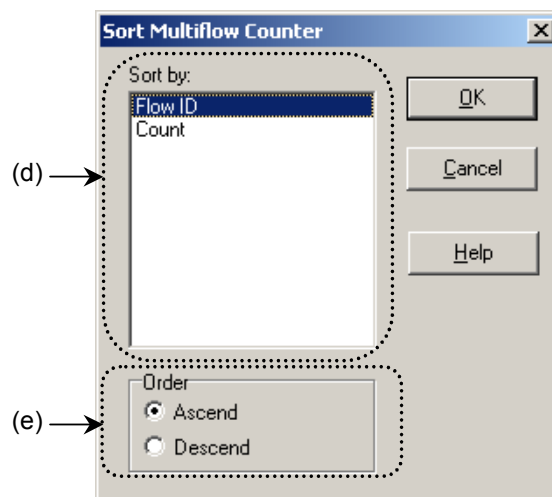 Sort Multiflow Counter
Sort by:
Flow ID
Count
OK
Cancel
Help
(d)
Order
Ascend
Descend
(e)